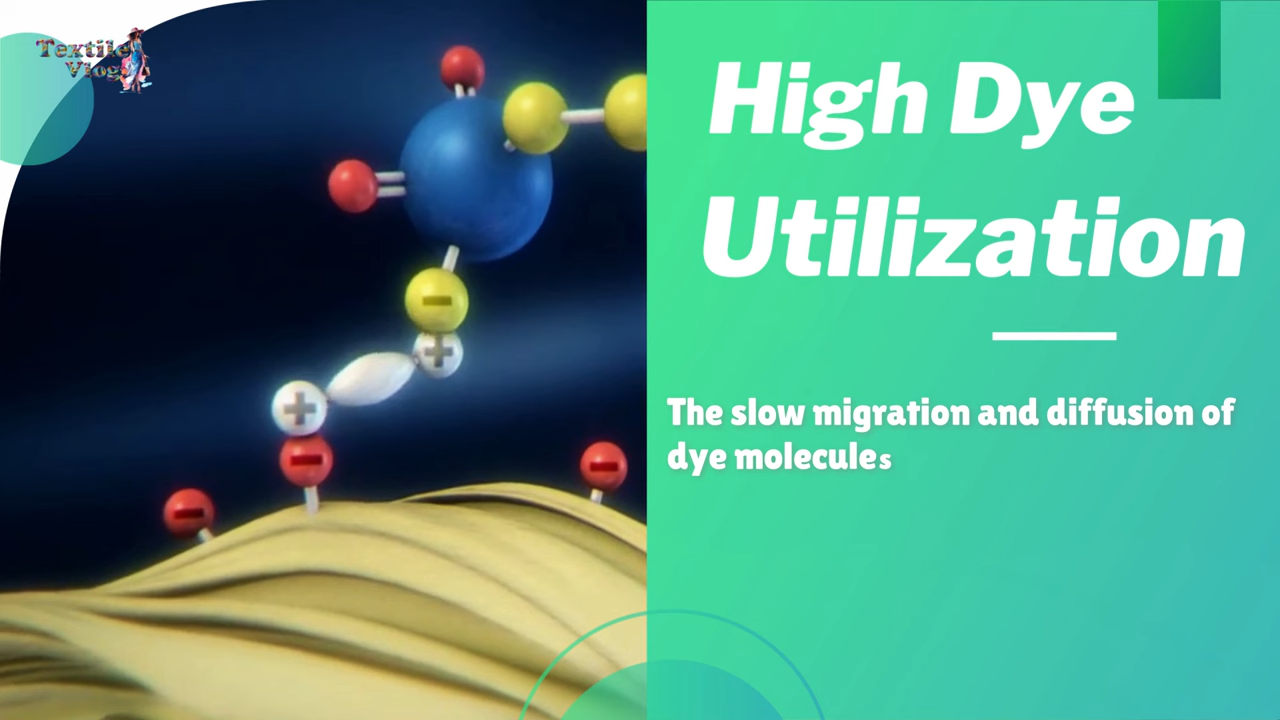 Textile
Vlog
High Dye
Utilization
The slow migration and diffusion of
dye molecules